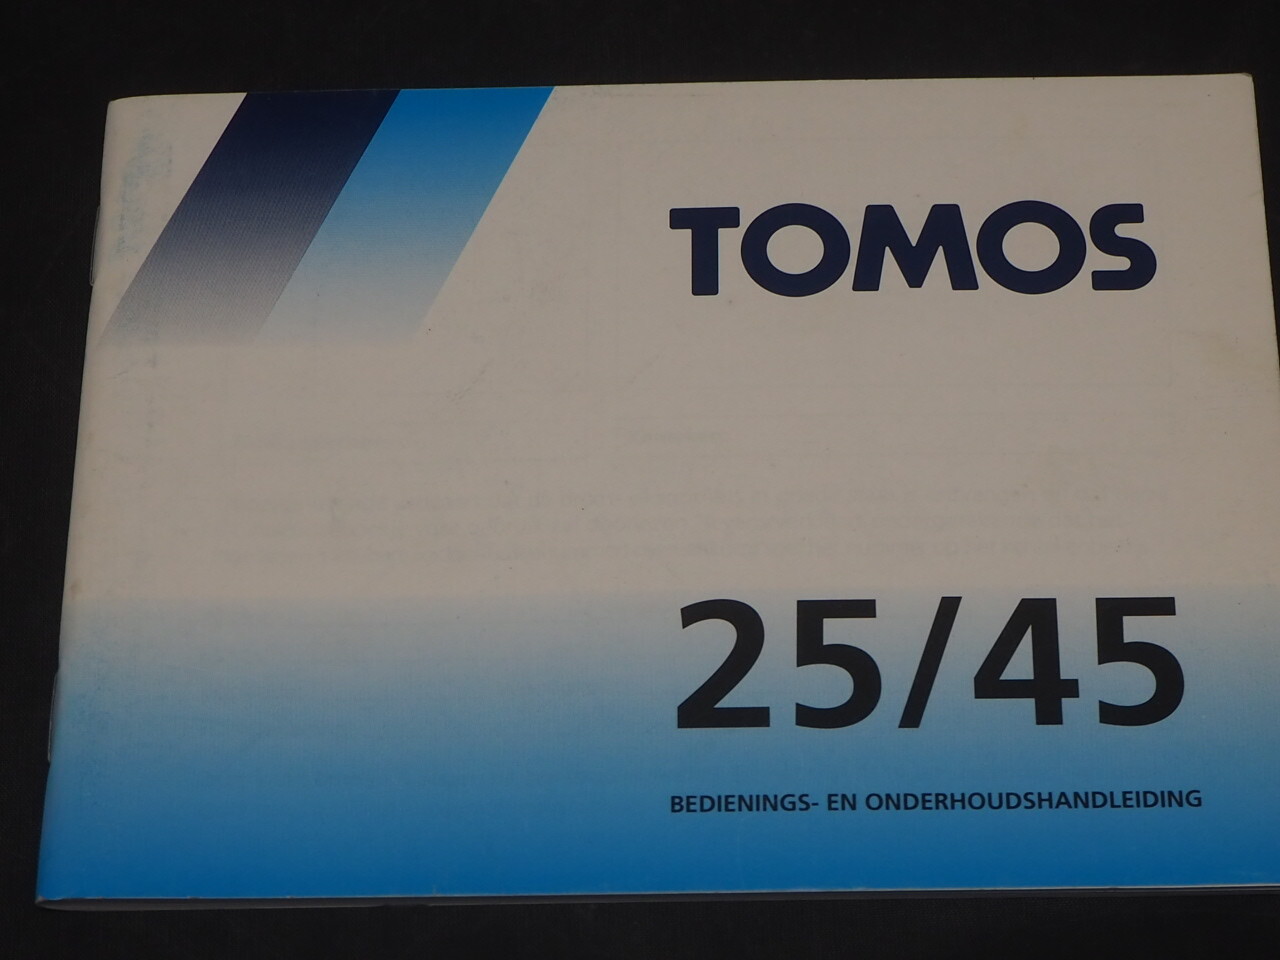 TOMOS
25/45
BEDIENINGS- EN ONDERHOUDSHANDLEIDING